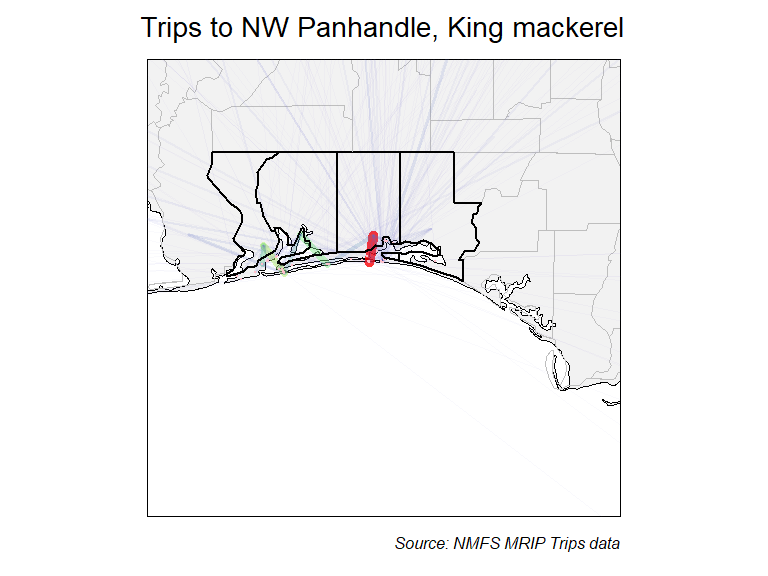 Trips to NW Panhandle, King mackerel
Source: NMFS MRIP Trips data